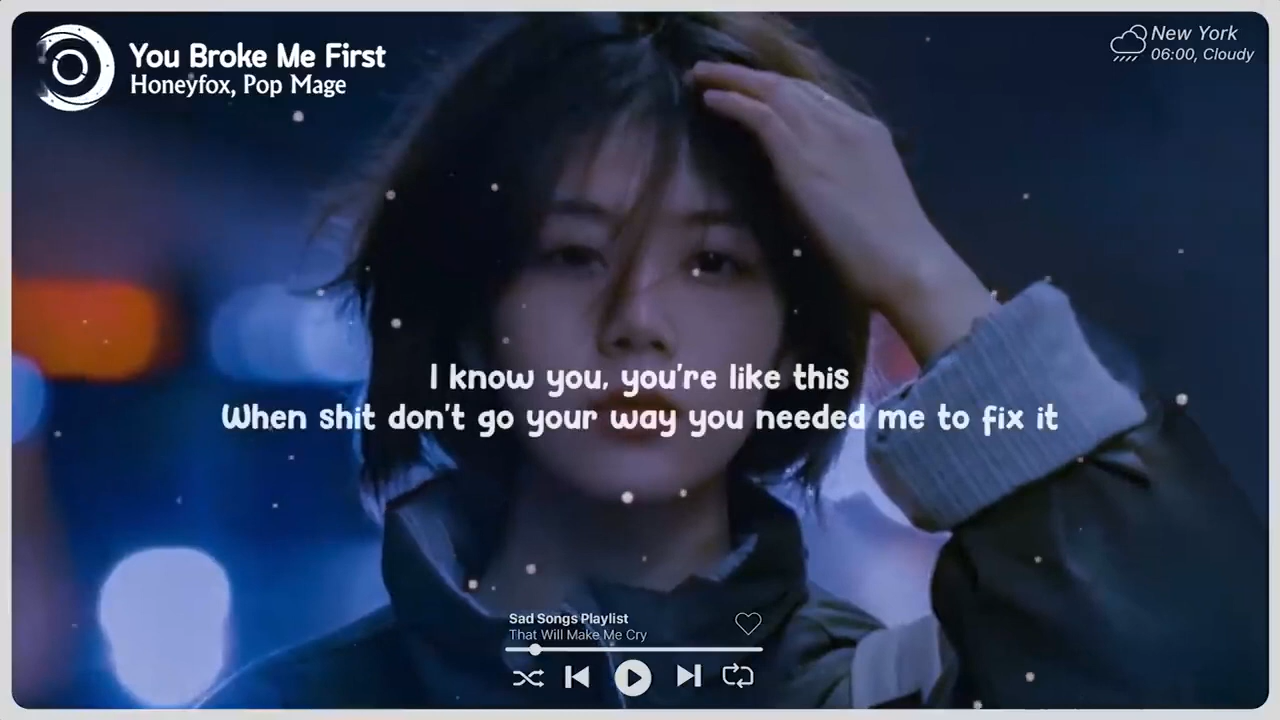 You Broke Me First
Honeyfox, Pop Mage
New York
06:00, Cloudy
I know you, you're like this
When shit don't go your way you needed me to fix it
Sad Songs Playlist
That Will Make Me Cry